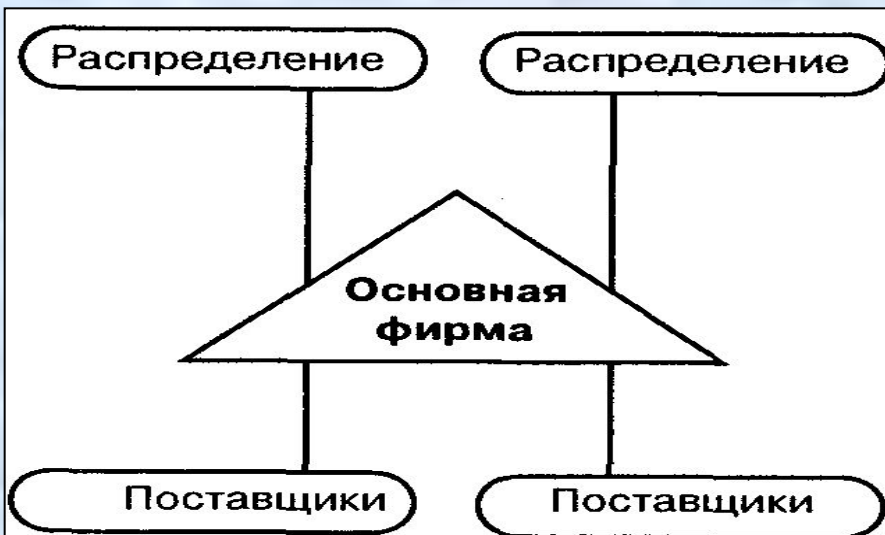 Распределение
Распределение
Основная
фирма
Поставщики
Поставщики